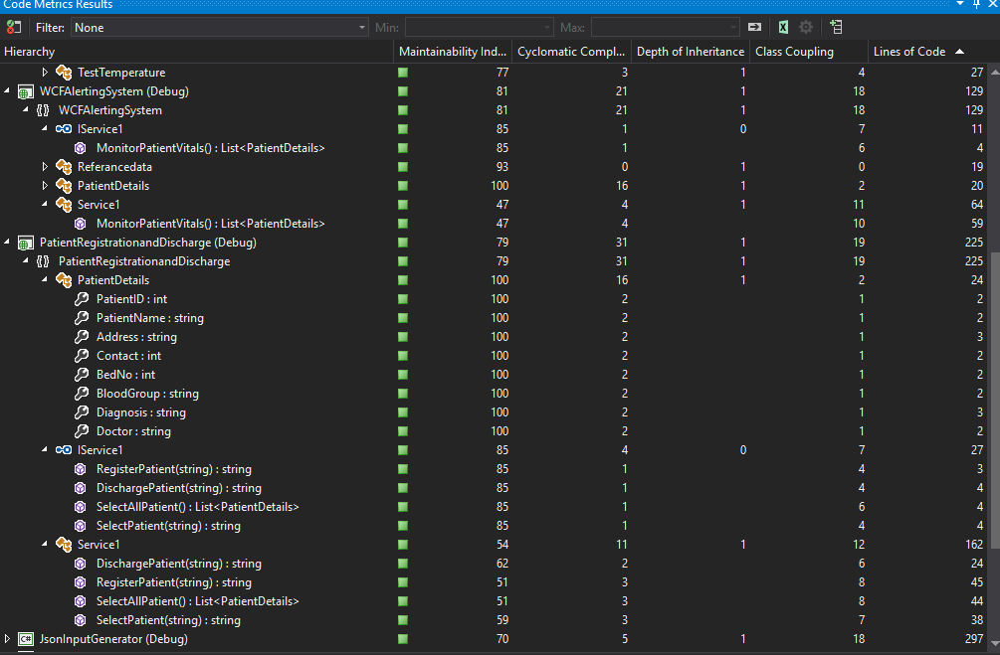 Code Metrics Results
Filter: None Min: Max:
Hierarchy Maintainability Ind... Cyclomatic Compl... Depth of Inheritance Class Coupling Lines of Code
TestTemperature 77 3 1 4 27
WCFAlertingSystem (Debug) 81 21 1 18 129
{} WCFAlertingSystem 81 21 1 18 129
IService1 85 1 0 7 11
MonitorPatientVitals() : List<PatientDetails> 85 1 6 4
Referancedata 93 0 1 0 19
PatientDetails 100 16 1 2 20
Service1 47 4 1 11 64
MonitorPatientVitals() : List<PatientDetails> 47 4 10 59
PatientRegistrationandDischarge (Debug) 79 31 1 19 225
{} PatientRegistrationandDischarge 79 31 1 19 225
PatientDetails 100 16 1 2 24
PatientID : int 100 2 1 2
PatientName : string 100 2 1 2
Address : string 100 2 1 3
Contact : int 100 2 1 2
BedNo : int 100 2 1 2
BloodGroup : string 100 2 1 2
Diagnosis : string 100 2 1 3
Doctor : string 100 2 1 2
IService1 85 4 0 7 27
RegisterPatient(string) : string 85 1 4 3
DischargePatient(string) : string 85 1 4 4
SelectAllPatient() : List<PatientDetails> 85 1 6 4
SelectPatient(string) : string 85 1 4 4
Service1 54 11 1 12 162
DischargePatient(string) : string 62 2 6 24
RegisterPatient(string) : string 51 3 8 45
SelectAllPatient() : List<PatientDetails> 51 3 8 44
SelectPatient(string) : string 59 3 7 38
C# JsonInputGenerator (Debug) 70 5 1 18 297